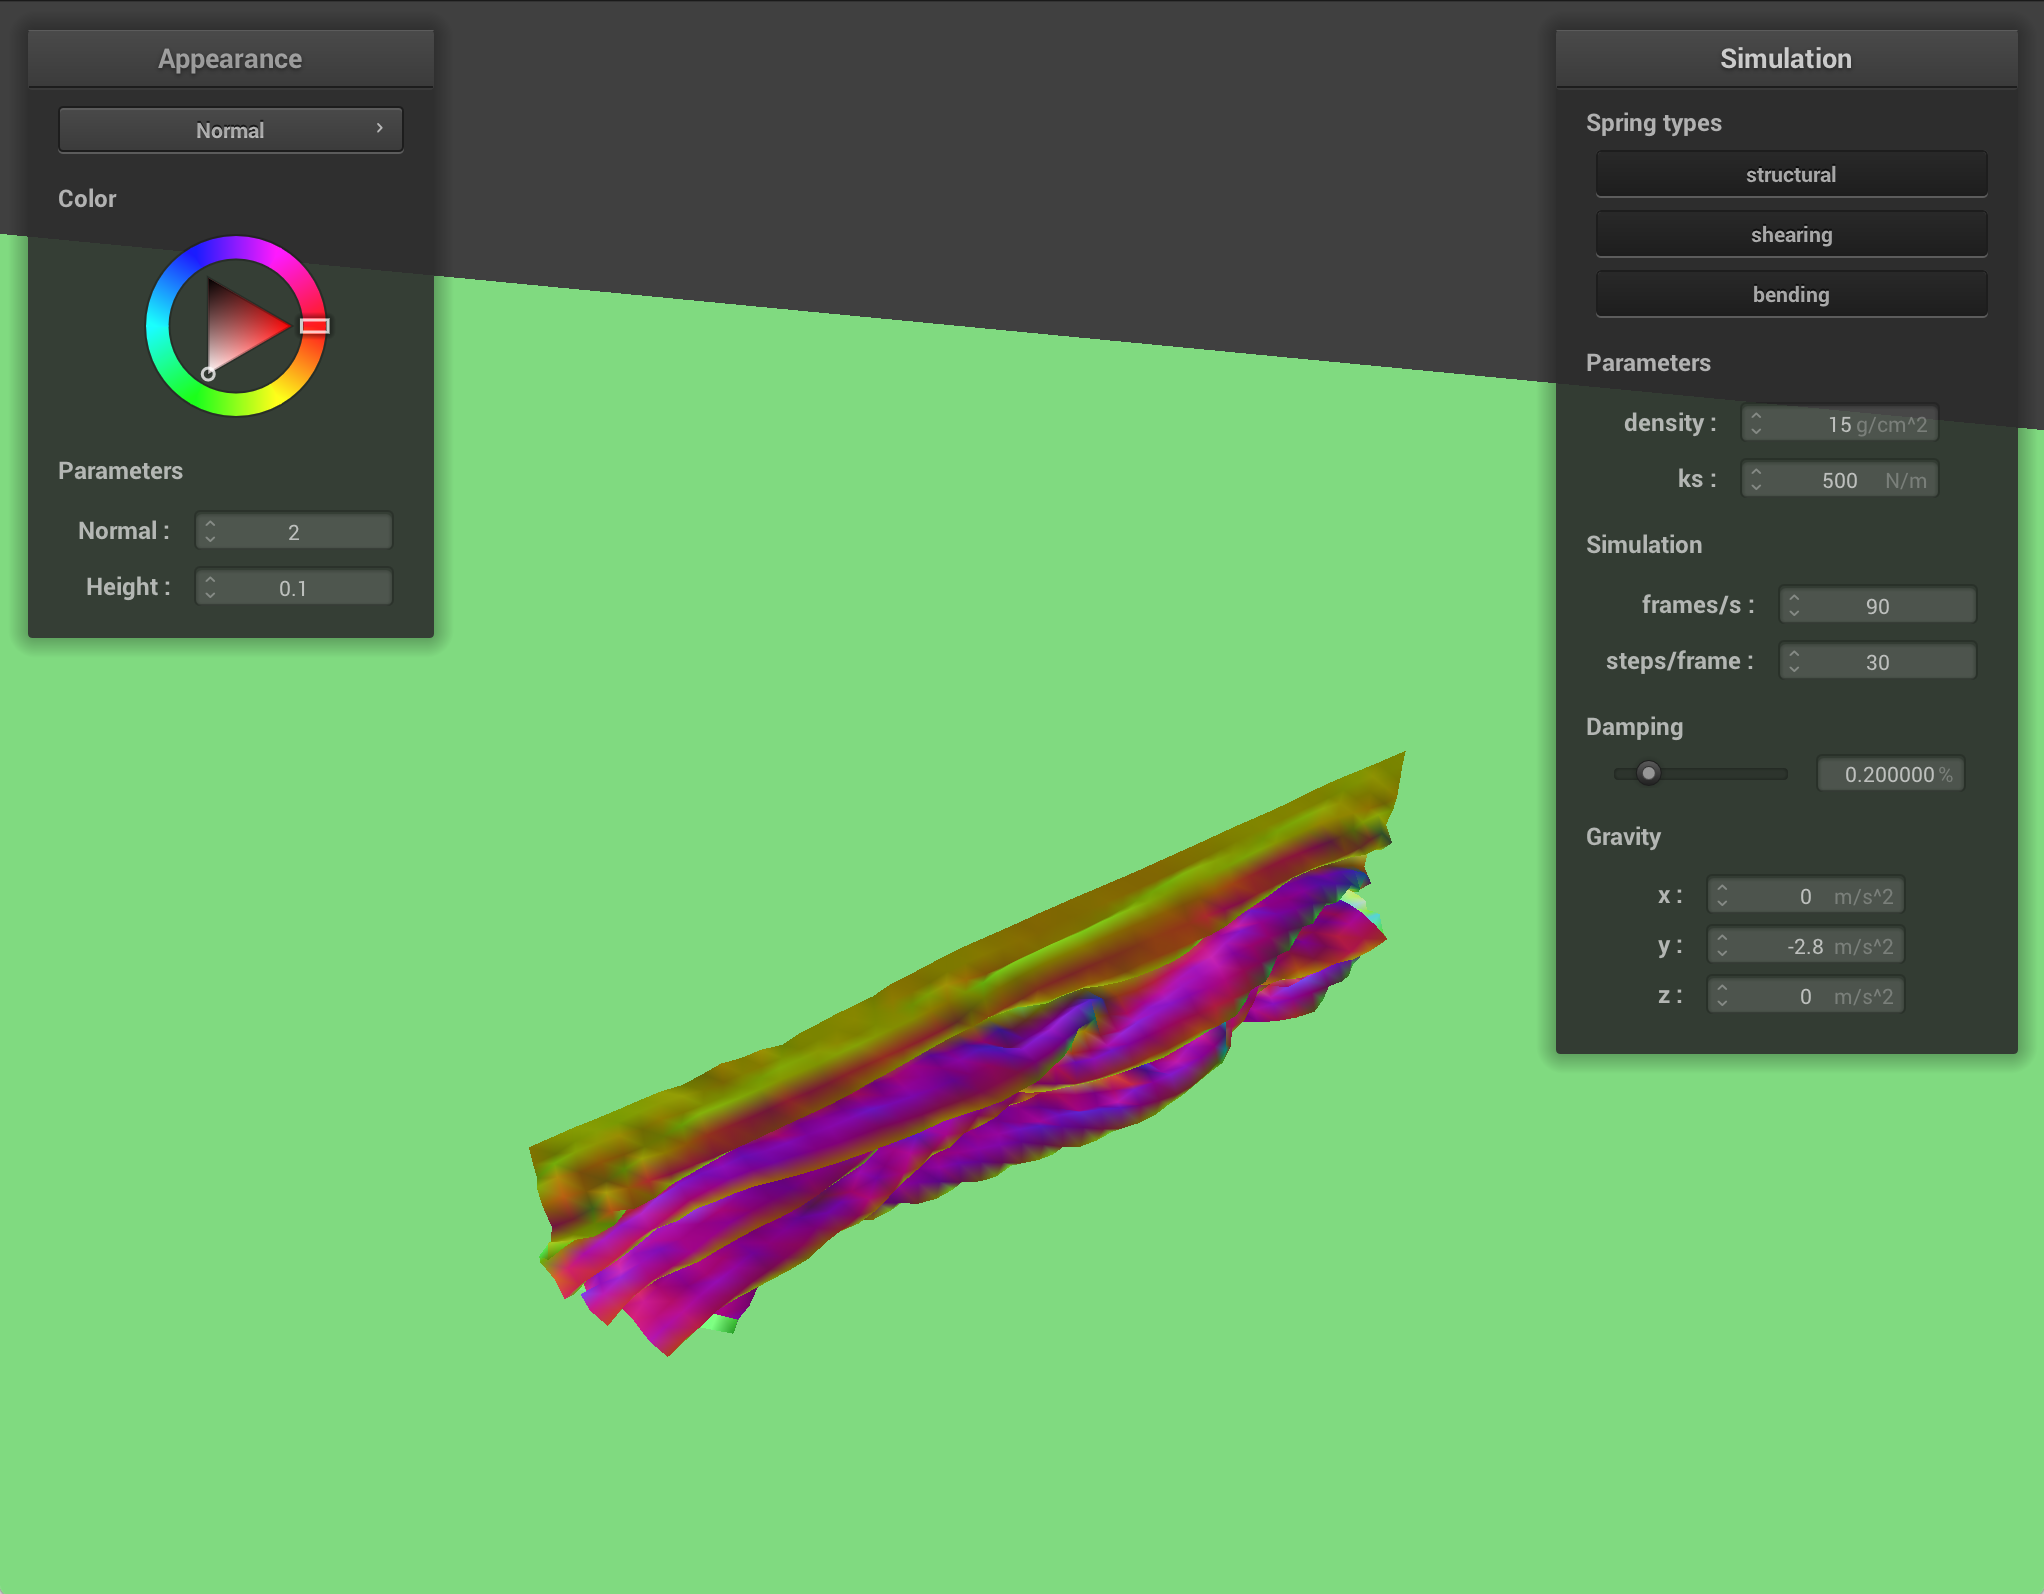 Appearance
Normal
Color
Parameters
Normal : 2
Height : 0.1
Simulation
Spring types
structural
shearing
bending
Parameters
density : 15 g/cm^2
ks : 500 N/m
Simulation
frames/s : 90
steps/frame : 30
Damping
0.200000 %
Gravity
x : 0 m/s^2
y : -2.8 m/s^2
z : 0 m/s^2